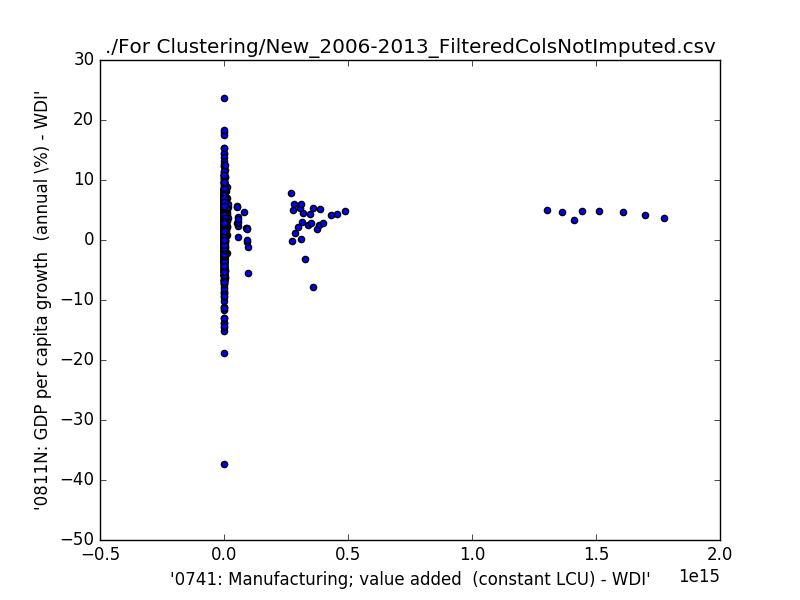 ./For Clustering/New_2006-2013_FilteredColsNotImputed.csv
30
20
10
0
−10
−20
−30
−40
−50
'0811N: GDP per capita growth  (annual \%) - WDI'
−0.5 0.0 0.5 1.0 1.5 2.0
1e15
'0741: Manufacturing; value added  (constant LCU) - WDI'